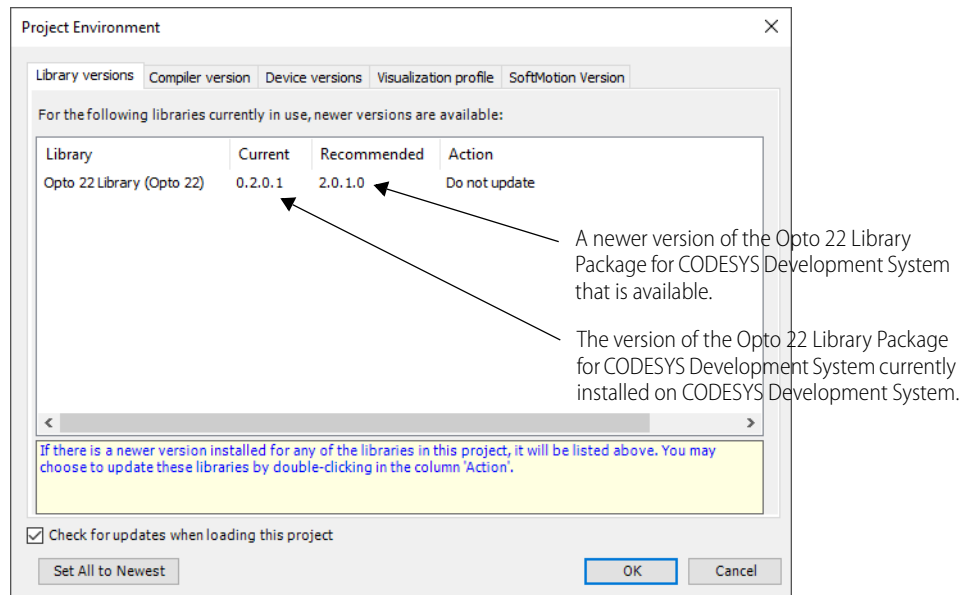 Project Environment
Library versions Compiler version Device versions Visualization profile SoftMotion Version
For the following libraries currently in use, newer versions are available:
Library Current Recommended Action
Opto 22 Library (Opto 22) 0.2.0.1 2.0.1.0 Do not update
A newer version of the Opto 22 Library
Package for CODESYS Development System
that is available.
The version of the Opto 22 Library Package
for CODESYS Development System currently
installed on CODESYS Development System.
If there is a newer version installed for any of the libraries in this project, it will be listed above. You may
choose to update these libraries by double-clicking in the column 'Action'.
Check for updates when loading this project
Set All to Newest OK Cancel